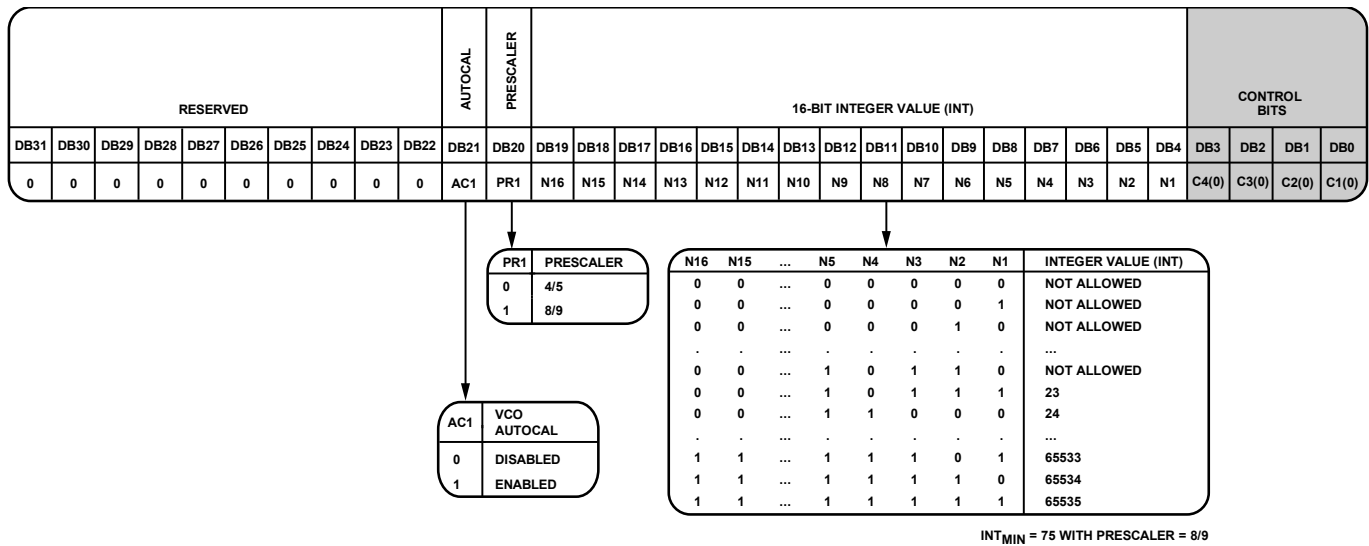 RESERVED
AUTOCAL
PRESCALER
16-BIT INTEGER VALUE (INT)
CONTROL
BITS
DB31 DB30 DB29 DB28 DB27 DB26 DB25 DB24 DB23 DB22 DB21 DB20 DB19 DB18 DB17 DB16 DB15 DB14 DB13 DB12 DB11 DB10 DB9 DB8 DB7 DB6 DB5 DB4 DB3 DB2 DB1 DB0
0 0 0 0 0 0 0 0 0 0 AC1 PR1 N16 N15 N14 N13 N12 N11 N10 N9 N8 N7 N6 N5 N4 N3 N2 N1 C4(0) C3(0) C2(0) C1(0)
PR1 PRESCALER
0 4/5
1 8/9
AC1 VCO
AUTOCAL
0 DISABLED
1 ENABLED
N16 N15 ... N5 N4 N3 N2 N1 INTEGER VALUE (INT)
0 0 ... 0 0 0 0 0 NOT ALLOWED
0 0 ... 0 0 0 0 1 NOT ALLOWED
0 0 ... 0 0 0 1 0 NOT ALLOWED
. . ... . . . . . ...
0 0 ... 1 0 1 1 0 NOT ALLOWED
0 0 ... 1 0 1 1 1 23
0 0 ... 1 1 0 0 0 24
. . ... . . . . . ...
1 1 ... 1 1 1 0 1 65533
1 1 ... 1 1 1 1 0 65534
1 1 ... 1 1 1 1 1 65535
INTMIN = 75 WITH PRESCALER = 8/9